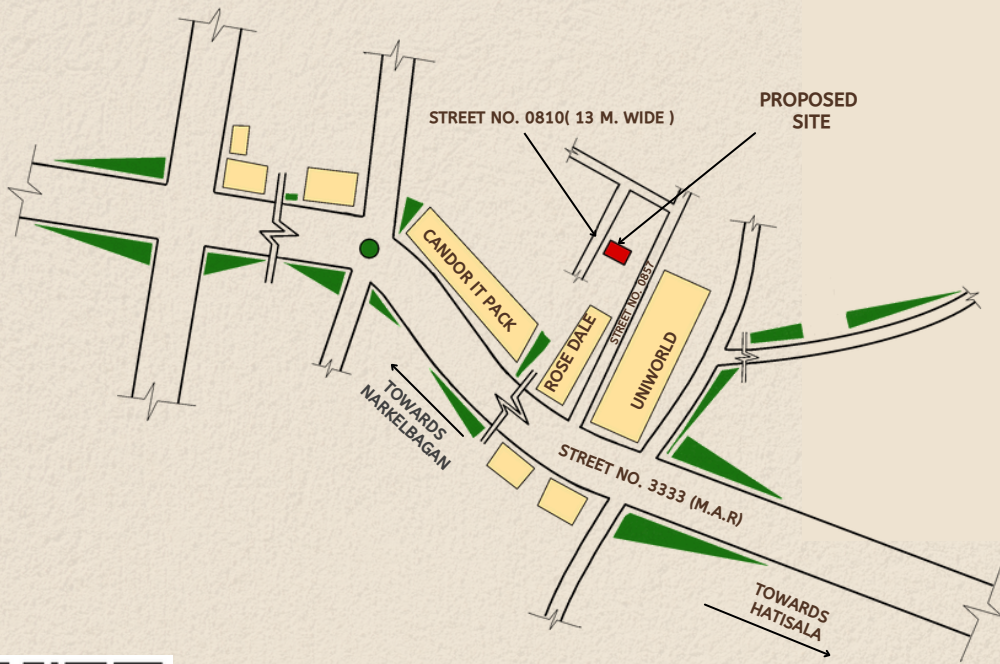 PROPOSED
SITE
STREET NO. 0810( 13 M. WIDE )
CANDOR IT PACK
STREET NO. 0857
ROSE DALE
UNIWORLD
TOWARDS
NARKELBAGAN
STREET NO. 3333 (M.A.R)
TOWARDS
HATISALA